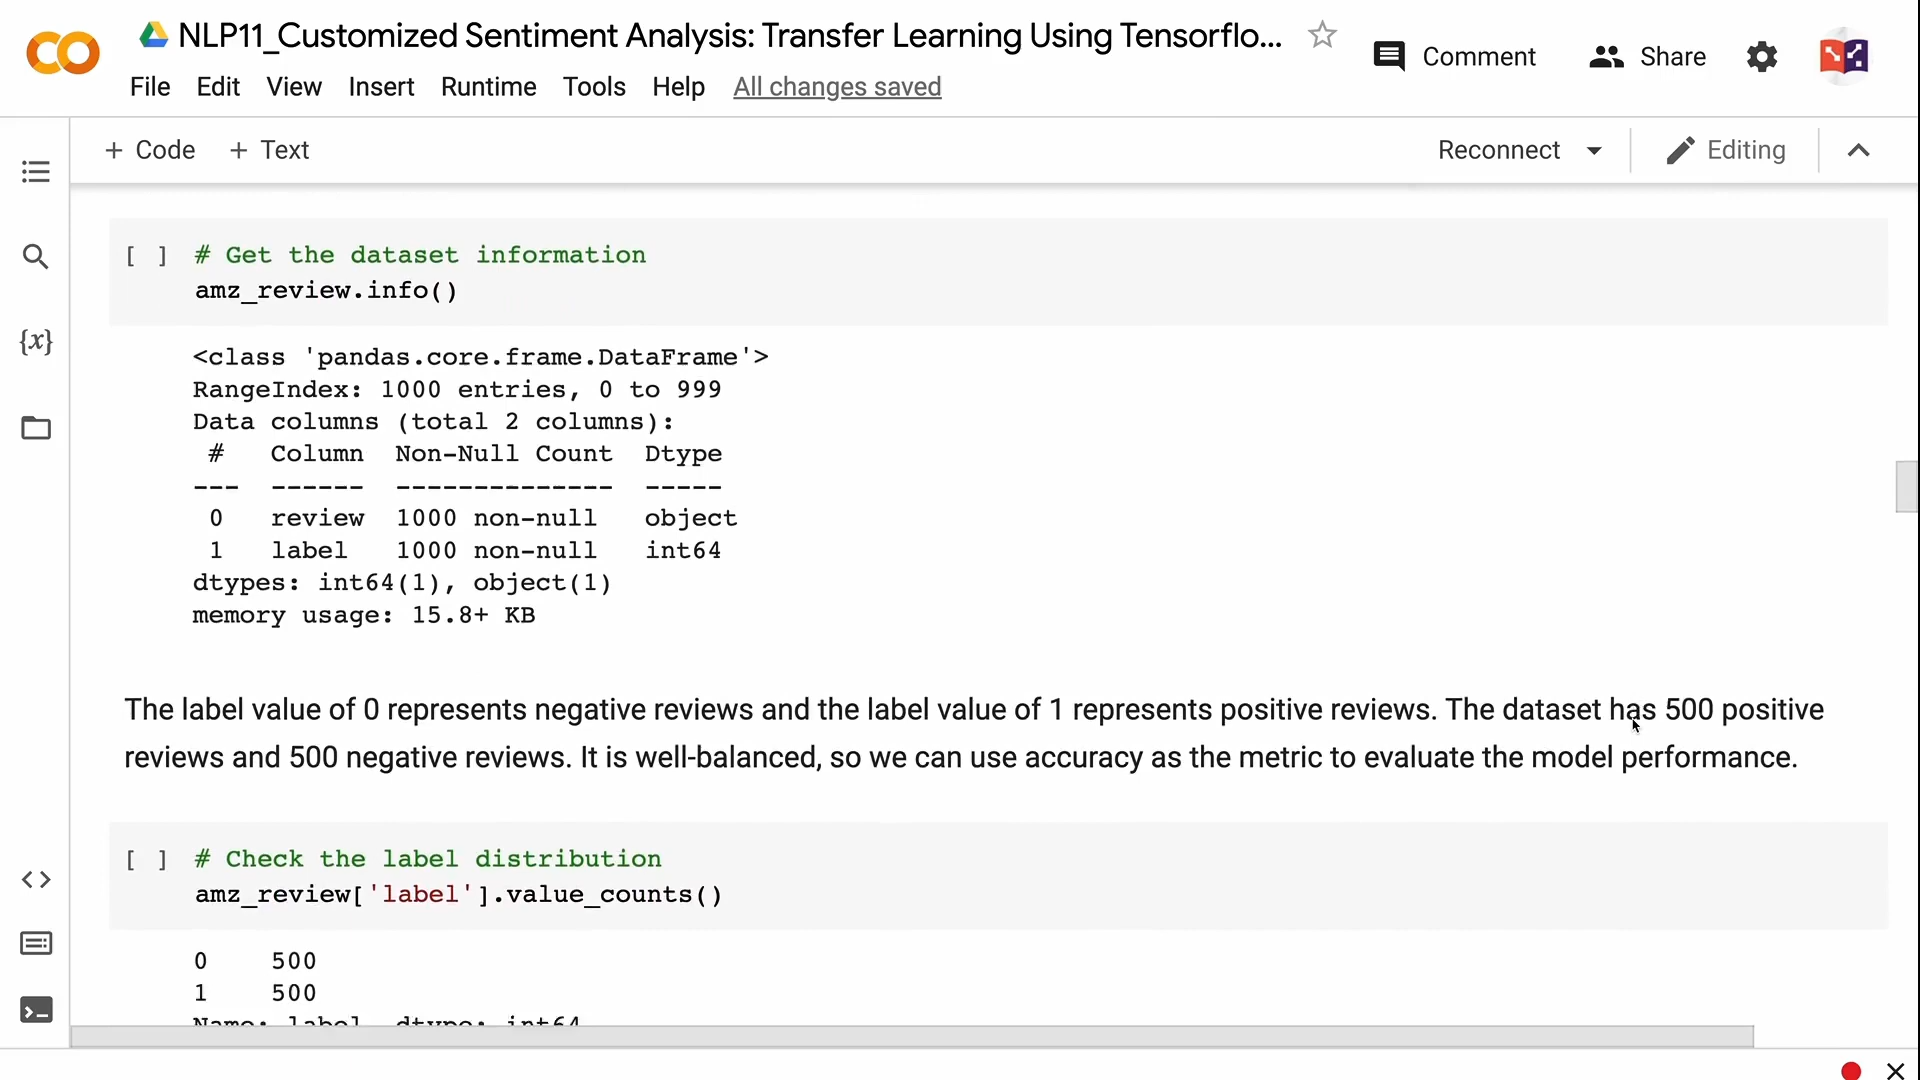 NLP11_Customized Sentiment Analysis: Transfer Learning Using Tensorflo...
Comment
Share
File Edit View Insert Runtime Tools Help All changes saved
+ Code + Text
Reconnect
Editing
[ ] # Get the dataset information
amz_review.info()
{x}
<class 'pandas.core.frame.DataFrame'>
RangeIndex: 1000 entries, 0 to 999
Data columns (total 2 columns):
# Column Non-Null Count Dtype
--- ------ -------------- -----
0 review 1000 non-null object
1 label 1000 non-null int64
dtypes: int64(1), object(1)
memory usage: 15.8+ KB
The label value of 0 represents negative reviews and the label value of 1 represents positive reviews. The dataset has 500 positive
reviews and 500 negative reviews. It is well-balanced, so we can use accuracy as the metric to evaluate the model performance.
[ ] # Check the label distribution
amz_review['label'].value_counts()
0 500
1 500
Name: label, dtype: int64